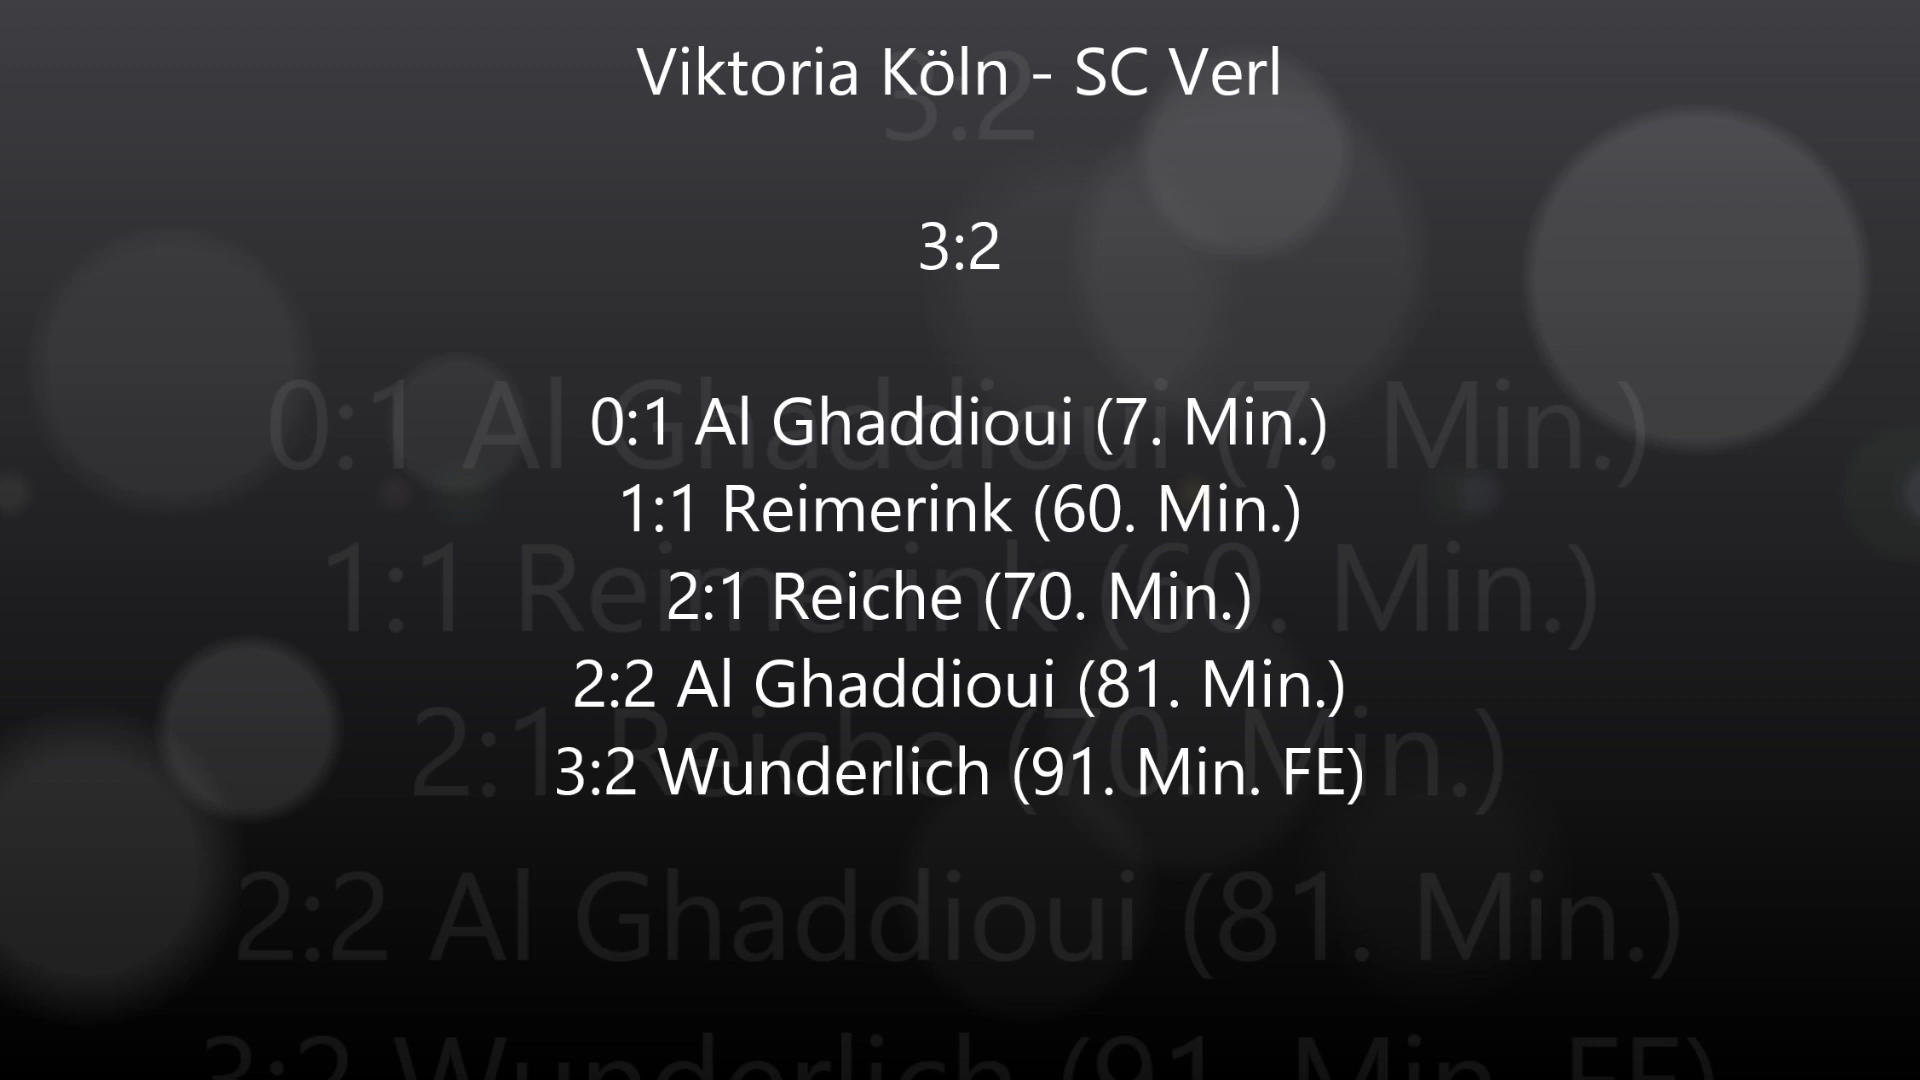 Viktoria Köln - SC Verl
3:2
0:1 Al Ghaddioui (7. Min.)
1:1 Reimerink (60. Min.)
2:1 Reiche (70. Min.)
2:2 Al Ghaddioui (81. Min.)
3:2 Wunderlich (91. Min. FE)